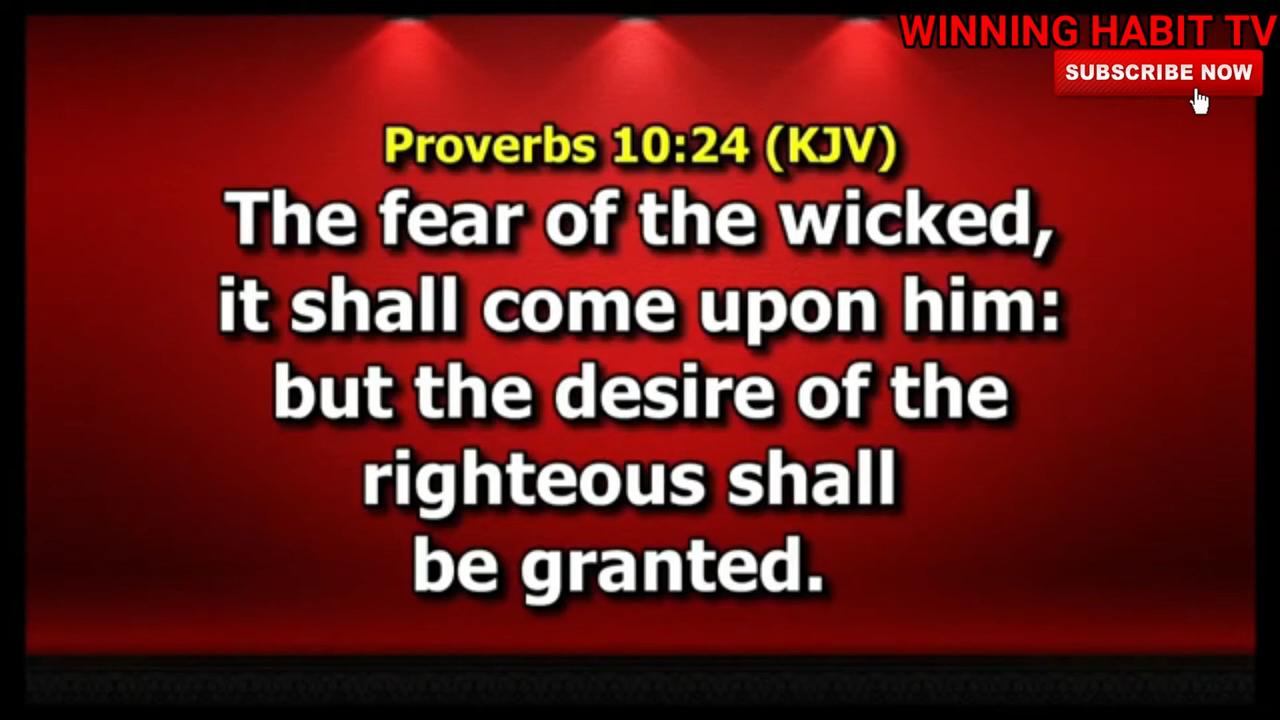 WINNING HABIT TV
SUBSCRIBE NOW
Proverbs 10:24 (KJV)
The fear of the wicked,
it shall come upon him:
but the desire of the
righteous shall
be granted.